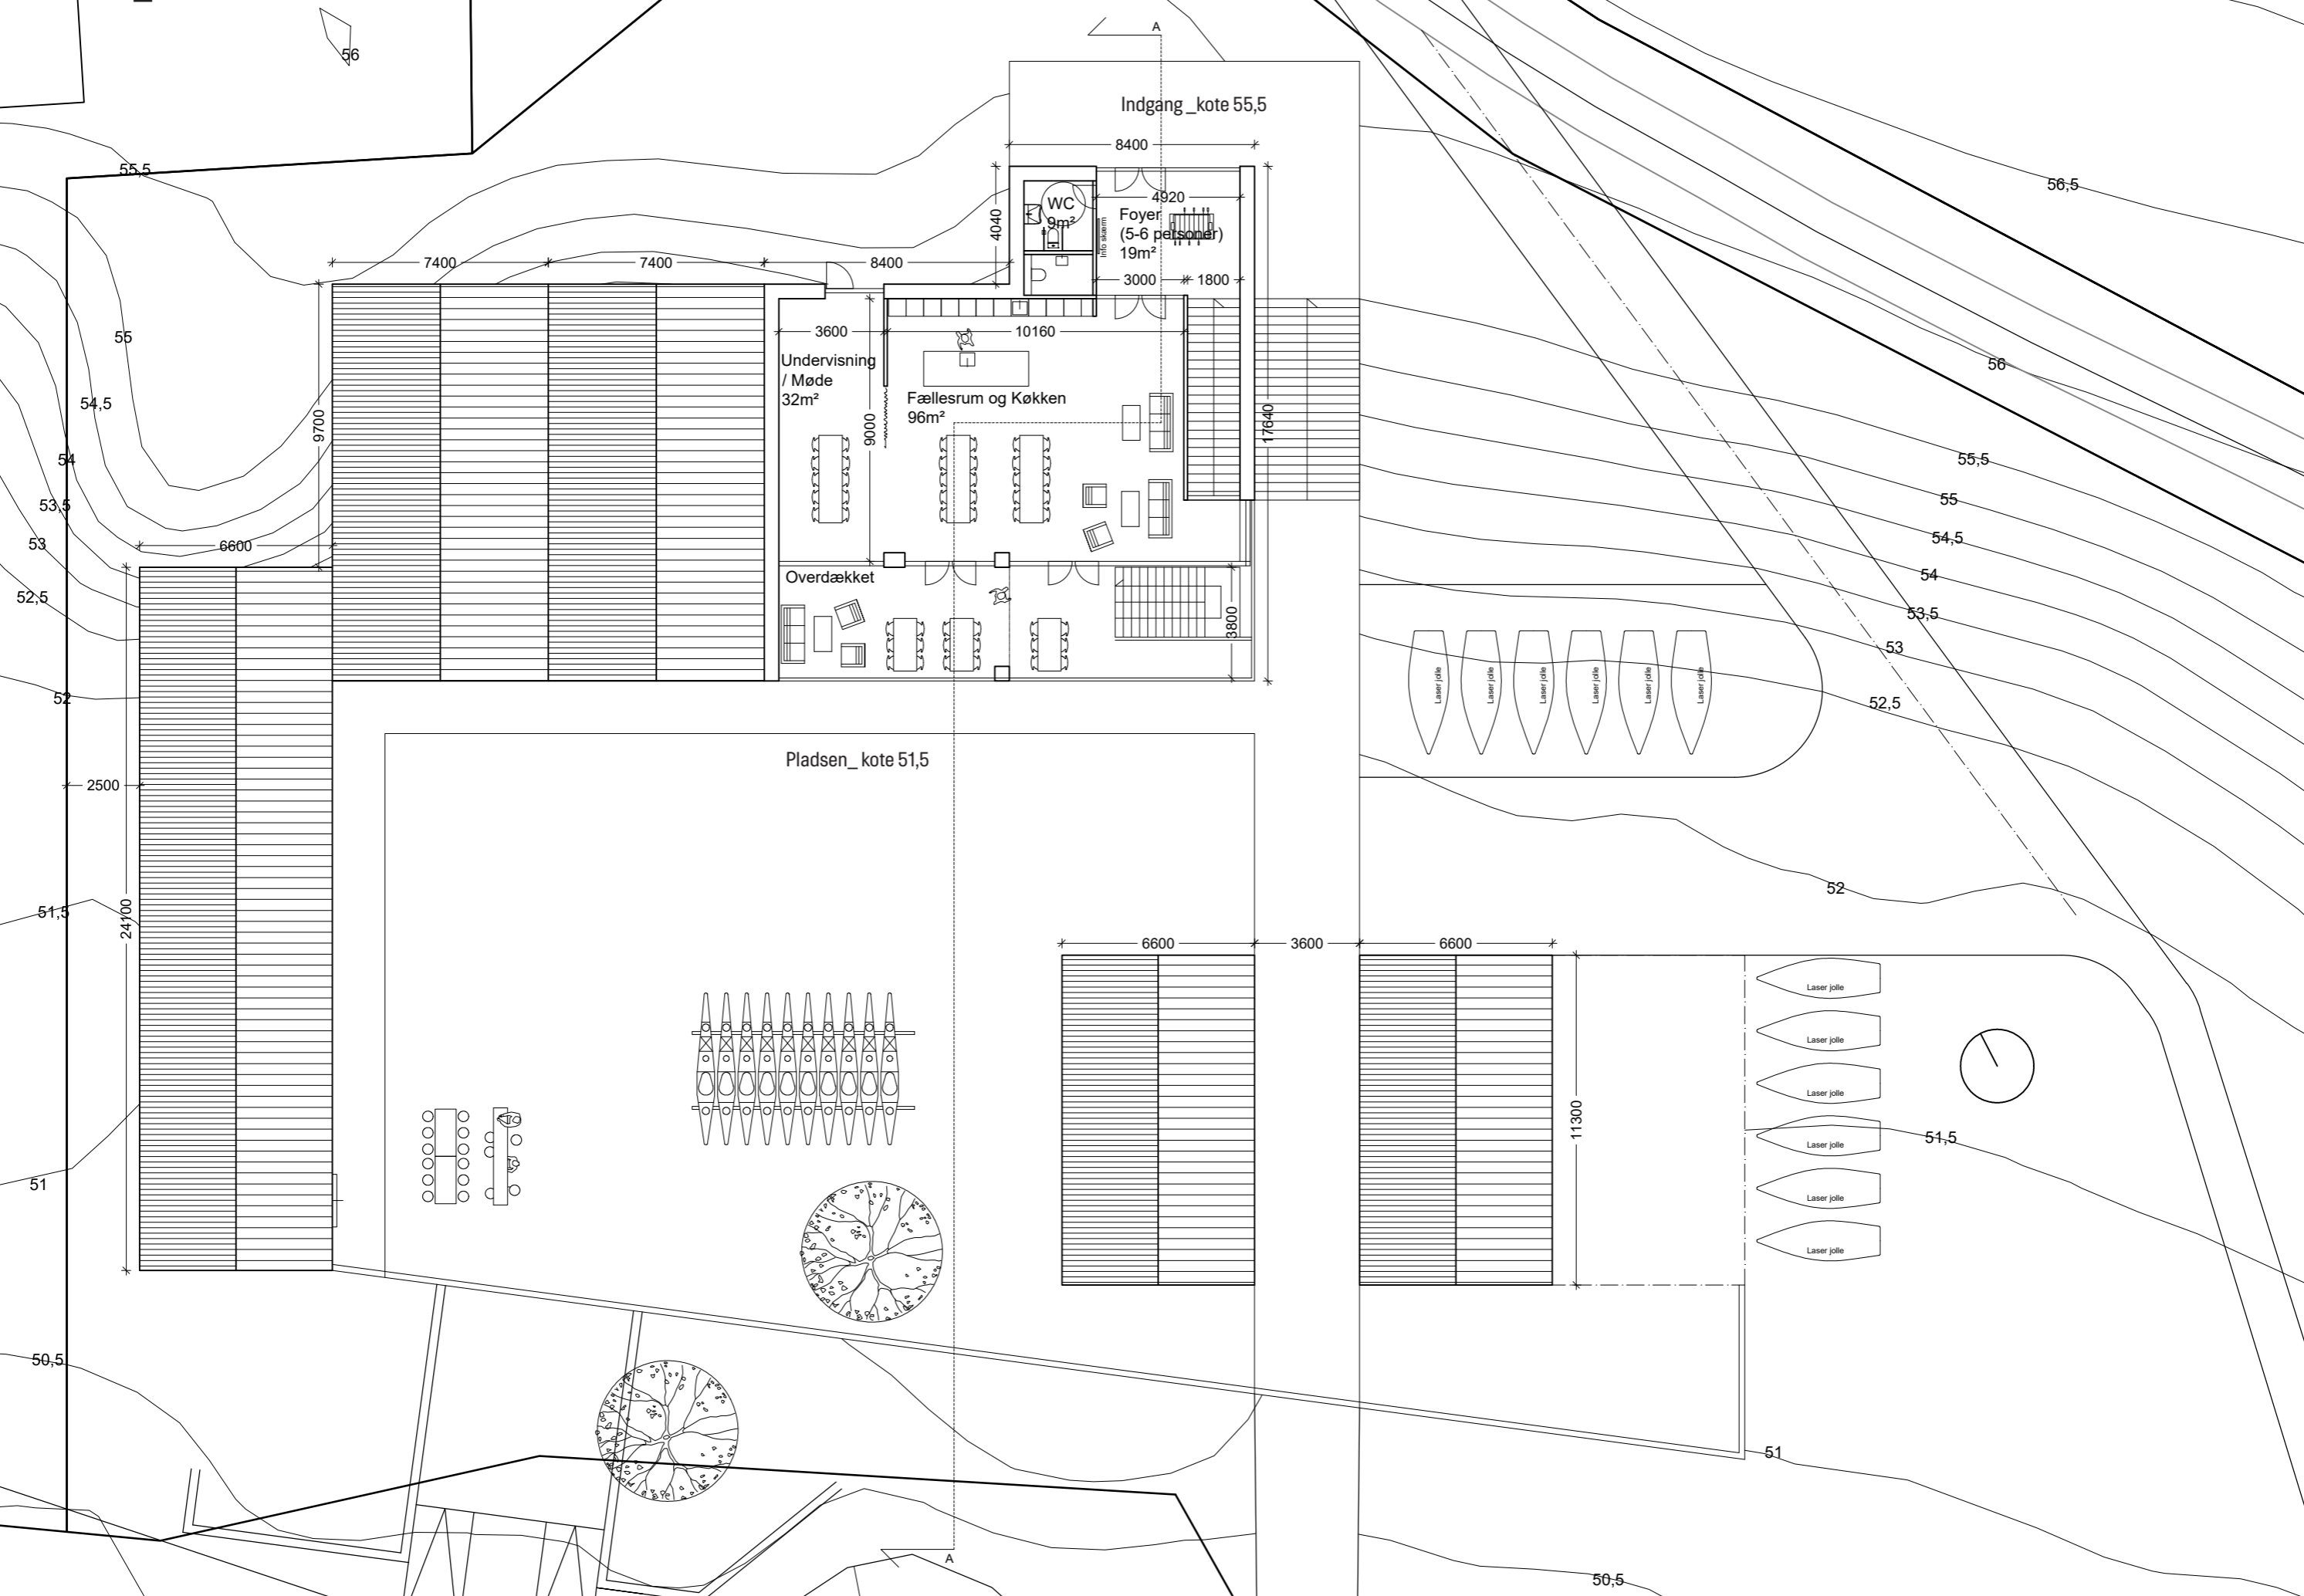 A
56
Indgang_kote 55,5
8400
55,5
56,5
WC
9m²
4920
Foyer
(5-6 personer)
19m²
Info skærm
4040
7400
7400
8400
3000
1800
3600
10160
55
Undervisning
/ Møde
32m²
56
Fællesrum og Køkken
96m²
54,5
9700
9000
17640
54
55,5
53,5
55
53
6600
54,5
Overdækket
54
52,5
53,5
3800
53
52
Laser jolle
Laser jolle
Laser jolle
Laser jolle
Laser jolle
Laser jolle
52,5
Pladsen_ kote 51,5
2500
52
51,5
24100
6600
3600
6600
Laser jolle
Laser jolle
Laser jolle
11300
51,5
Laser jolle
51
Laser jolle
Laser jolle
50,5
51
A
50,5